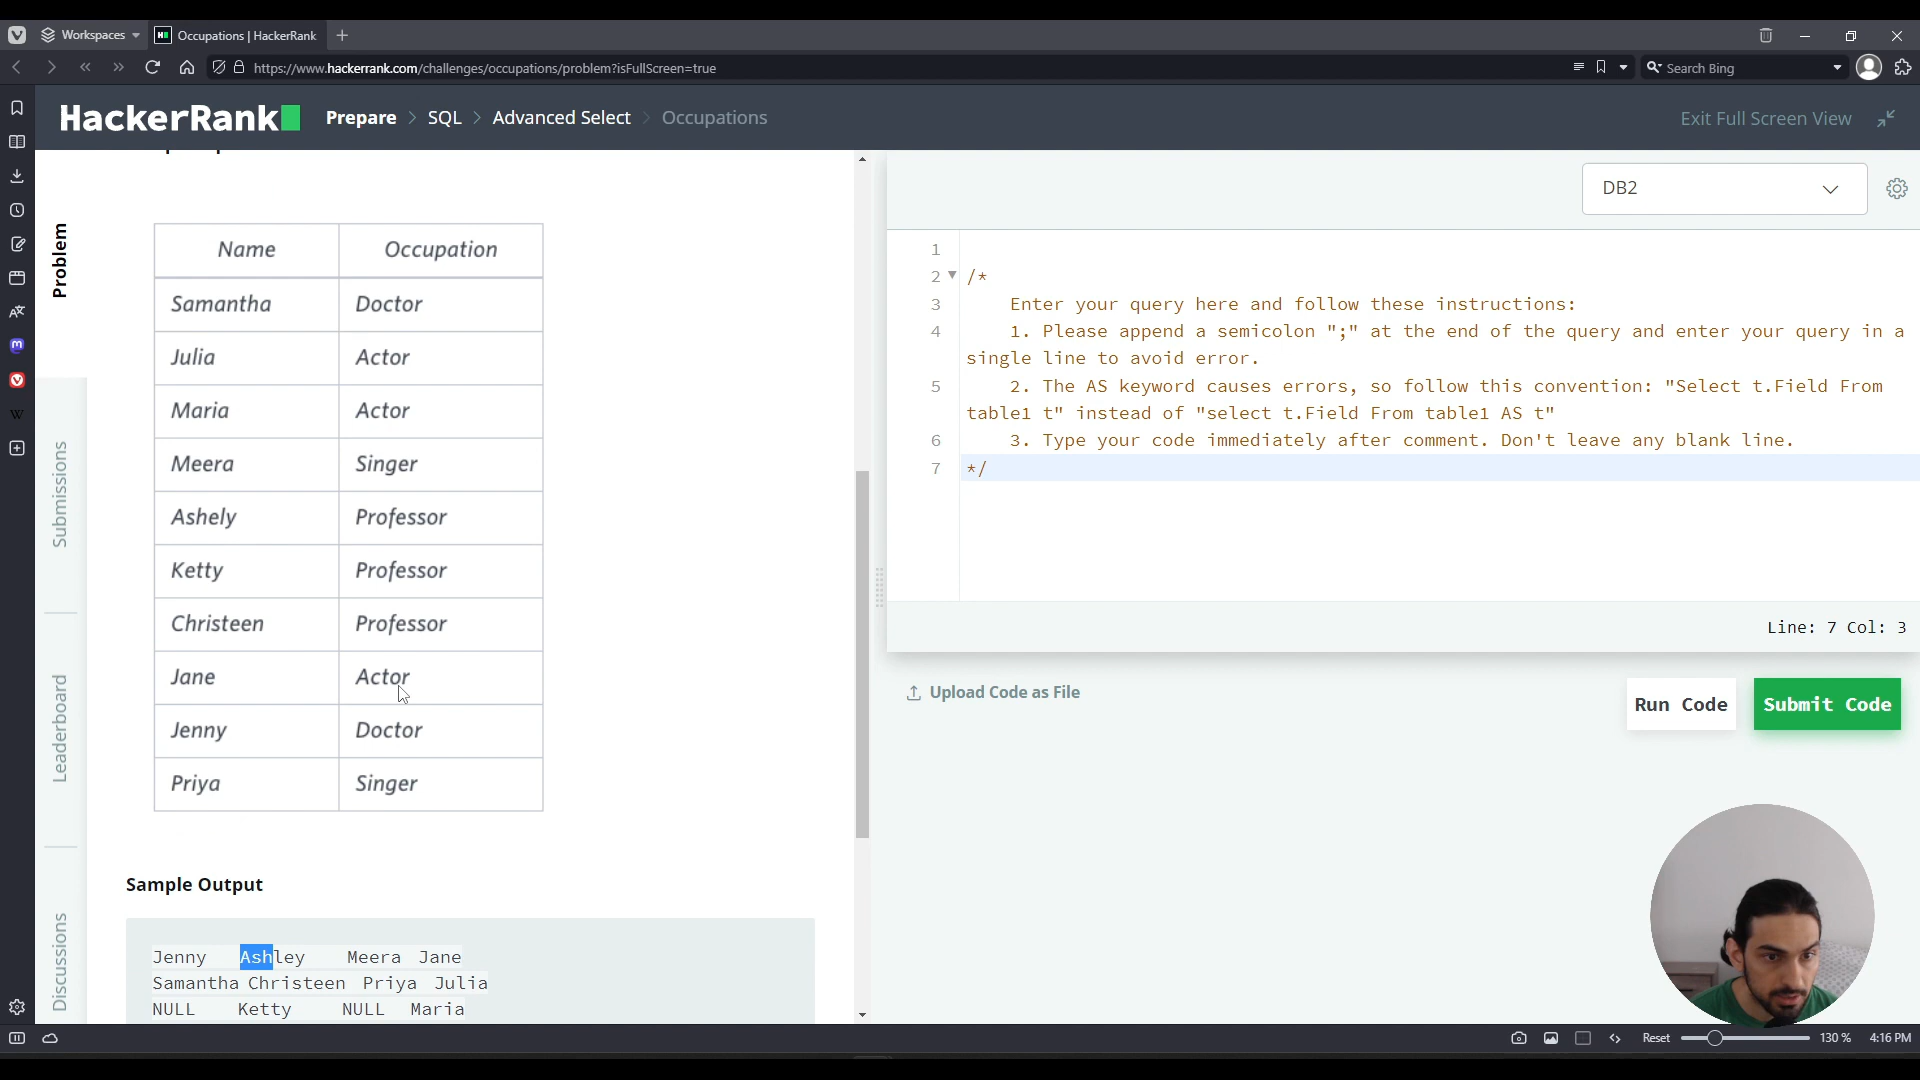 Workspaces
Occupations | HackerRank
https://www.hackerrank.com/challenges/occupations/problem?isFullScreen=true
Search Bing
HackerRank
Prepare > SQL > Advanced Select > Occupations
Exit Full Screen View
Problem
Submissions
Leaderboard
Discussions
Name Occupation
Samantha Doctor
Julia Actor
Maria Actor
Meera Singer
Ashely Professor
Ketty Professor
Christeen Professor
Jane Actor
Jenny Doctor
Priya Singer
Sample Output
Jenny Ashley Meera Jane
Samantha Christeen Priya Julia
NULL Ketty NULL Maria
DB2
1
2 /*
3 Enter your query here and follow these instructions:
4 1. Please append a semicolon ";" at the end of the query and enter your query in a
single line to avoid error.
5 2. The AS keyword causes errors, so follow this convention: "Select t.Field From
table1 t" instead of "select t.Field From table1 AS t"
6 3. Type your code immediately after comment. Don't leave any blank line.
7 */
Line: 7 Col: 3
Upload Code as File
Run Code
Submit Code
Reset
130 %
4:16 PM